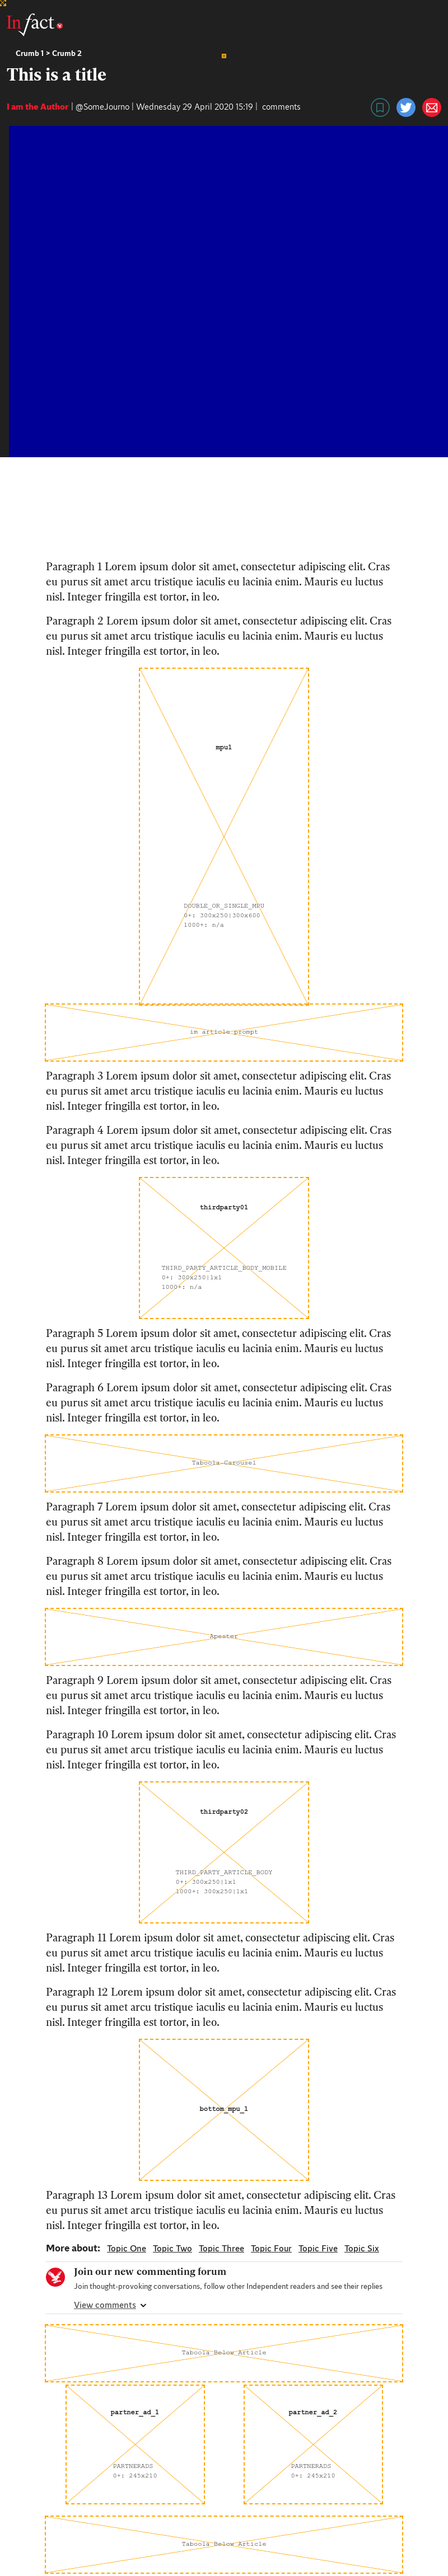 Infact
Crumb 1 > Crumb 2
This is a title
I am the Author | @SomeJourno | Wednesday 29 April 2020 15:19 | comments
Paragraph 1 Lorem ipsum dolor sit amet, consectetur adipiscing elit. Cras
eu purus sit amet arcu tristique iaculis eu lacinia enim. Mauris eu luctus
nisl. Integer fringilla est tortor, in leo.
Paragraph 2 Lorem ipsum dolor sit amet, consectetur adipiscing elit. Cras
eu purus sit amet arcu tristique iaculis eu lacinia enim. Mauris eu luctus
nisl. Integer fringilla est tortor, in leo.
mpu1
DOUBLE_OR_SINGLE_MPU
0+: 300x250|300x600
1000+: n/a
im article prompt
Paragraph 3 Lorem ipsum dolor sit amet, consectetur adipiscing elit. Cras
eu purus sit amet arcu tristique iaculis eu lacinia enim. Mauris eu luctus
nisl. Integer fringilla est tortor, in leo.
Paragraph 4 Lorem ipsum dolor sit amet, consectetur adipiscing elit. Cras
eu purus sit amet arcu tristique iaculis eu lacinia enim. Mauris eu luctus
nisl. Integer fringilla est tortor, in leo.
thirdparty01
THIRD_PARTY_ARTICLE_BODY_MOBILE
0+: 300x250|1x1
1000+: n/a
Paragraph 5 Lorem ipsum dolor sit amet, consectetur adipiscing elit. Cras
eu purus sit amet arcu tristique iaculis eu lacinia enim. Mauris eu luctus
nisl. Integer fringilla est tortor, in leo.
Paragraph 6 Lorem ipsum dolor sit amet, consectetur adipiscing elit. Cras
eu purus sit amet arcu tristique iaculis eu lacinia enim. Mauris eu luctus
nisl. Integer fringilla est tortor, in leo.
Taboola Carousel
Paragraph 7 Lorem ipsum dolor sit amet, consectetur adipiscing elit. Cras
eu purus sit amet arcu tristique iaculis eu lacinia enim. Mauris eu luctus
nisl. Integer fringilla est tortor, in leo.
Paragraph 8 Lorem ipsum dolor sit amet, consectetur adipiscing elit. Cras
eu purus sit amet arcu tristique iaculis eu lacinia enim. Mauris eu luctus
nisl. Integer fringilla est tortor, in leo.
Apester
Paragraph 9 Lorem ipsum dolor sit amet, consectetur adipiscing elit. Cras
eu purus sit amet arcu tristique iaculis eu lacinia enim. Mauris eu luctus
nisl. Integer fringilla est tortor, in leo.
Paragraph 10 Lorem ipsum dolor sit amet, consectetur adipiscing elit. Cras
eu purus sit amet arcu tristique iaculis eu lacinia enim. Mauris eu luctus
nisl. Integer fringilla est tortor, in leo.
thirdparty02
THIRD_PARTY_ARTICLE_BODY
0+: 300x250|1x1
1000+: 300x250|1x1
Paragraph 11 Lorem ipsum dolor sit amet, consectetur adipiscing elit. Cras
eu purus sit amet arcu tristique iaculis eu lacinia enim. Mauris eu luctus
nisl. Integer fringilla est tortor, in leo.
Paragraph 12 Lorem ipsum dolor sit amet, consectetur adipiscing elit. Cras
eu purus sit amet arcu tristique iaculis eu lacinia enim. Mauris eu luctus
nisl. Integer fringilla est tortor, in leo.
bottom_mpu_1
Paragraph 13 Lorem ipsum dolor sit amet, consectetur adipiscing elit. Cras
eu purus sit amet arcu tristique iaculis eu lacinia enim. Mauris eu luctus
nisl. Integer fringilla est tortor, in leo.
More about: Topic One Topic Two Topic Three Topic Four Topic Five Topic Six
Join our new commenting forum
Join thought-provoking conversations, follow other Independent readers and see their replies
View comments
Taboola Below Article
partner_ad_1
PARTNERADS
0+: 245x210
partner_ad_2
PARTNERADS
0+: 245x210
Taboola Below Article